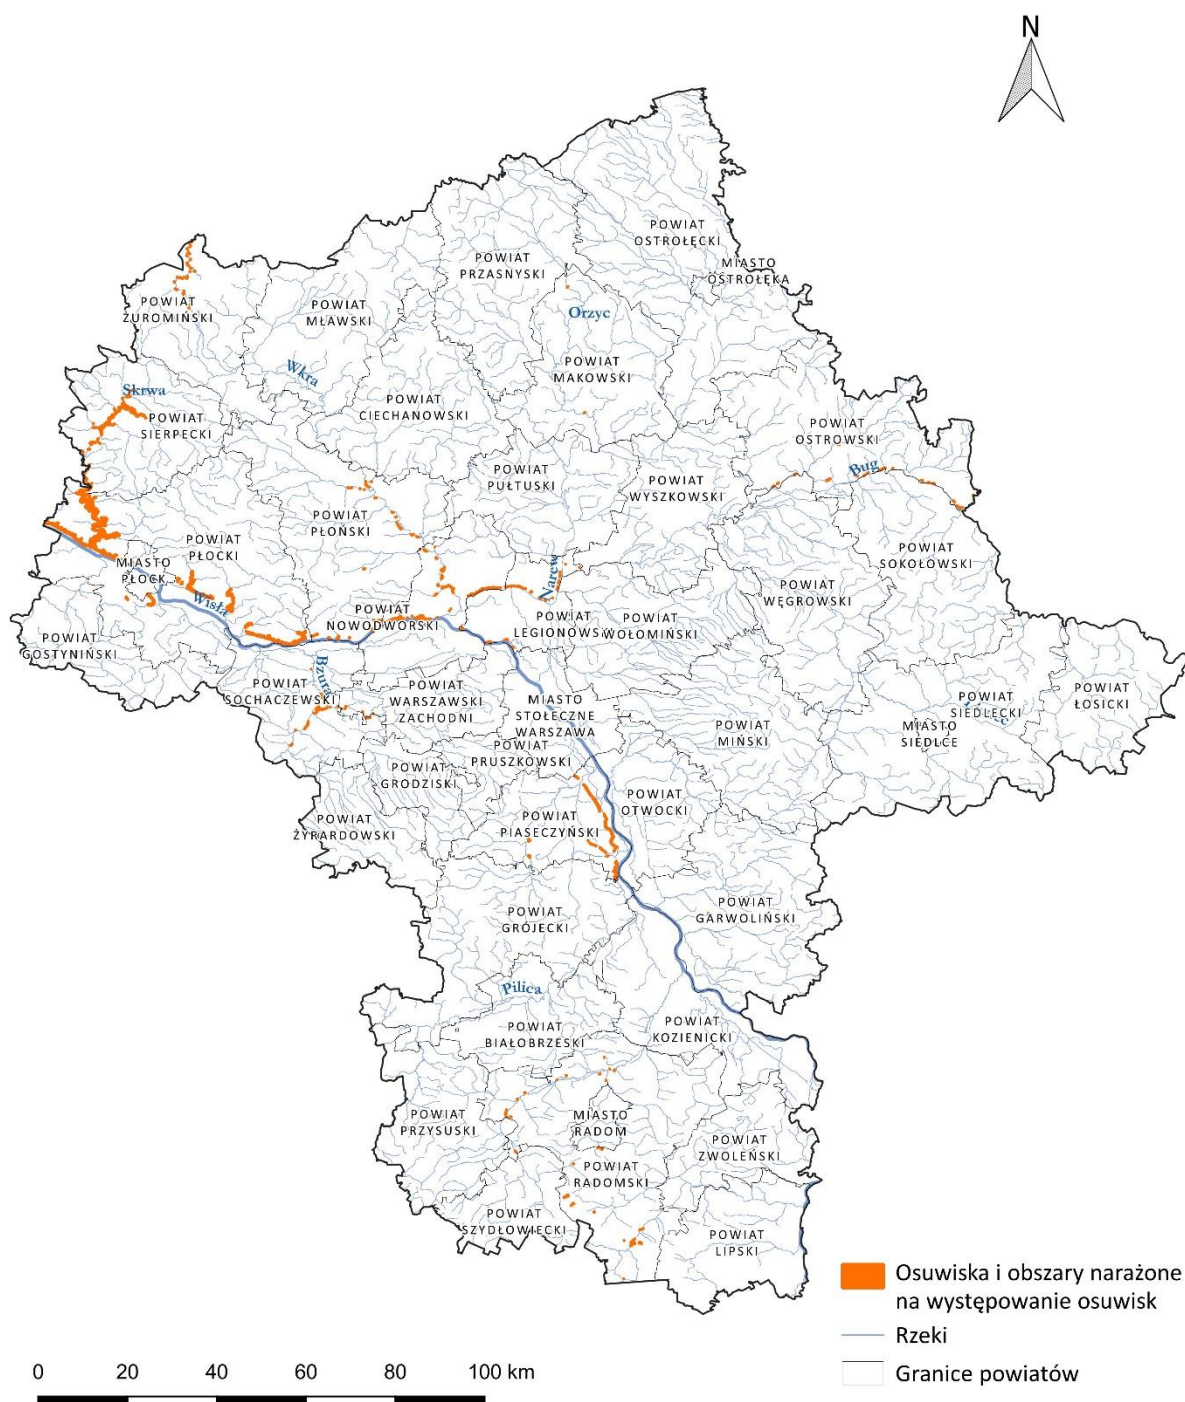 N
POWIAT
OSTROŁĘCKI
POWIAT
PRZASNYSKI
MIASTO
OSTROŁĘKA
POWIAT
ŻUROMIŃSKI
POWIAT
MŁAWSKI
Orzyc
Wkra
POWIAT
MAKOWSKI
Skrwa
POWIAT
CIECHANOWSKI
POWIAT
SIERPECKI
POWIAT
OSTROWSKI
Bug
POWIAT
PUŁTUSKI
POWIAT
WYSZKOWSKI
POWIAT
PŁOŃSKI
POWIAT
PŁOCKI
POWIAT
SOKOŁOWSKI
MIASTO
PŁOCK
Narew
POWIAT
WĘGROWSKI
Wisła
POWIAT
NOWODWORSKI
POWIAT
LEGIONOWS
POWIAT
WOŁOMIŃSKI
POWIAT
GOSTYNIŃSKI
Bzura
POWIAT
SOCHACZEWSKI
POWIAT
WARSZAWSKI
ZACHODNI
MIASTO
STOŁECZNE
WARSZAWA
POWIAT
MIŃSKI
POWIAT
SIEDLECKI
MIASTO
SIEDLCE
POWIAT
ŁOSICKI
POWIAT
PRUSZKOWSKI
POWIAT
GRODZISKI
POWIAT
OTWOCKI
POWIAT
ŻYRARDOWSKI
POWIAT
PIASECZYŃSKI
POWIAT
GRÓJECKI
POWIAT
GARWOLIŃSKI
Pilica
POWIAT
BIAŁOBRZESKI
POWIAT
KOZIENICKI
POWIAT
PRZYSUSKI
MIASTO
RADOM
POWIAT
ZWOLEŃSKI
POWIAT
RADOMSKI
POWIAT
SZYDŁOWIECKI
POWIAT
LIPSKI
Osuwiska i obszary narażone
na występowanie osuwisk
Rzeki
Granice powiatów
0 20 40 60 80 100 km